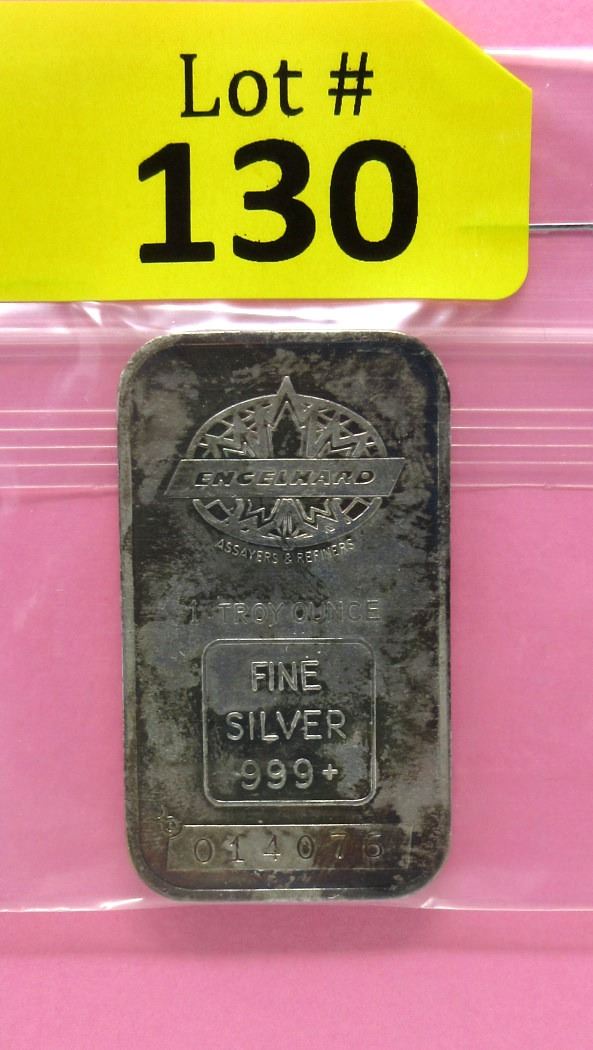 Lot #
130
ENGELHARD
ASSAYERS & REFINERS
1 TROY OUNCE
FINE
SILVER
999+
P 014076